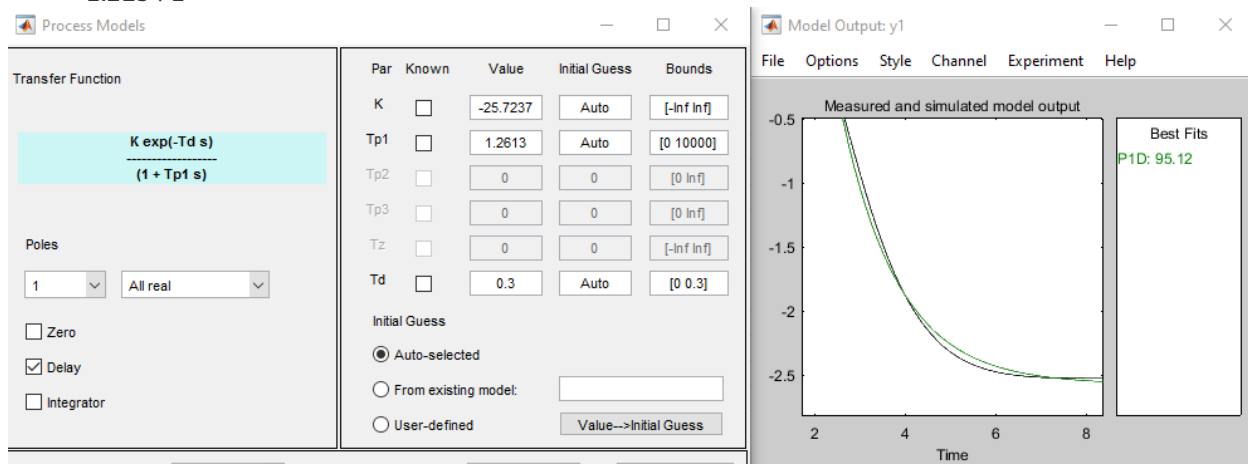 Process Models
Transfer Function
K exp(-Td s)
------------------
(1 + Tp1 s)
Poles
1 All real
Zero
Delay
Integrator
Par Known Value Initial Guess Bounds
K -25.7237 Auto [-Inf Inf]
Tp1 1.2613 Auto [0 10000]
Tp2 0 0 [0 Inf]
Tp3 0 0 [0 Inf]
Tz 0 0 [-Inf Inf]
Td 0.3 Auto [0 0.3]
Initial Guess
Auto-selected
From existing model:
User-defined Value-->Initial Guess
Model Output: y1
File Options Style Channel Experiment Help
Measured and simulated model output
-0.5
-1
-1.5
-2
-2.5
2 4 6 8
Time
Best Fits
P1D: 95.12